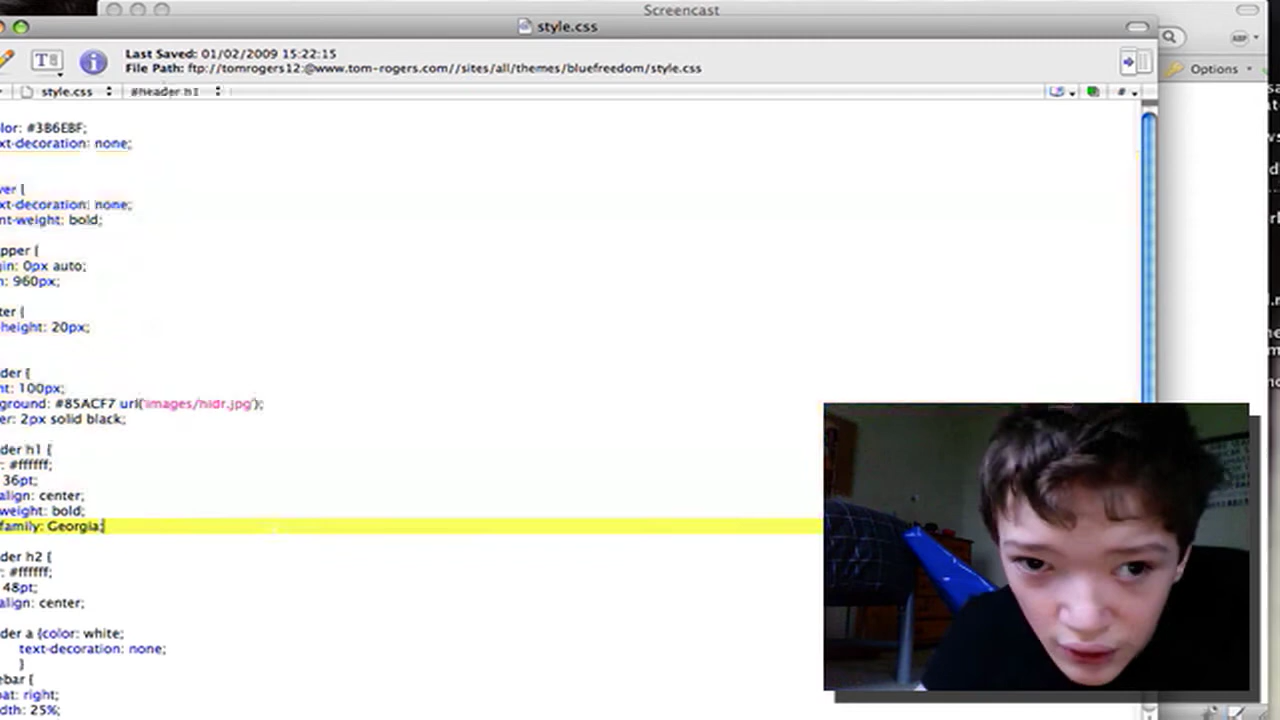 Screencast
style.css
Last Saved: 01/02/2009 15:22:15
File Path: ftp://tomrogers12:@www.tom-rogers.com//sites/all/themes/bluefreedom/style.css
Options
style.css
#header h1
#
lor: #3B6EBF;
xt-decoration: none;
ver {
xt-decoration: none;
nt-weight: bold;
pper {
gin: 0px auto;
h: 960px;
ter {
height: 20px;
der {
ht: 100px;
ground: #85ACF7 url('images/hldr.jpg');
er: 2px solid black;
der h1 {
r: #ffffff;
36pt;
align: center;
weight: bold;
family: Georgia;
der h2 {
r: #ffffff;
48pt;
align: center;
der a {color: white;
text-decoration: none;
}
ebar {
oat: right;
dth: 25%;